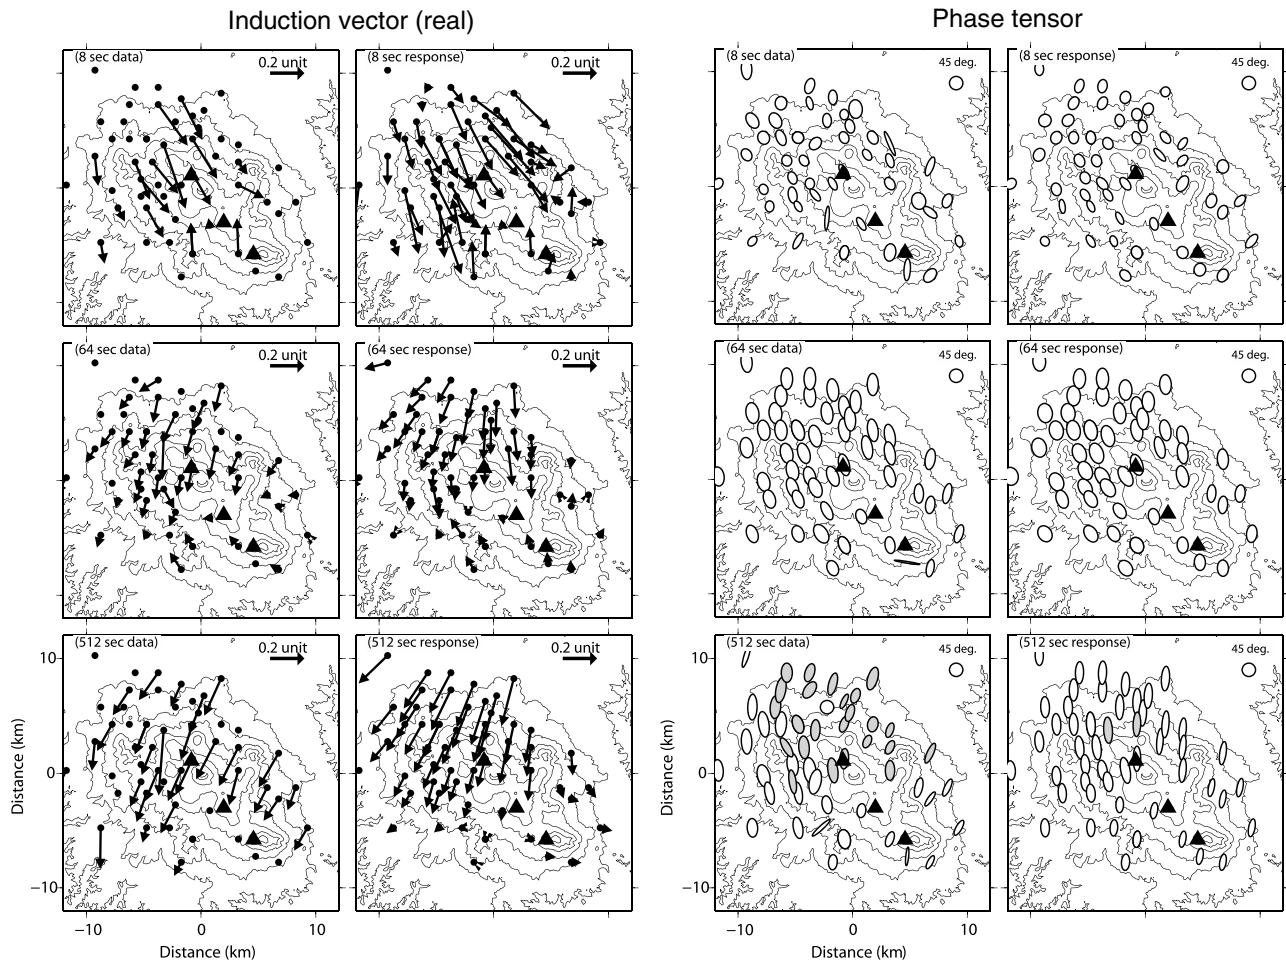 Induction vector (real)
Phase tensor
(8 sec data)
0.2 unit
(8 sec response)
0.2 unit
(8 sec data)
45 deg.
(8 sec response)
45 deg.
(64 sec data)
0.2 unit
(64 sec response)
0.2 unit
(64 sec data)
45 deg.
(64 sec response)
45 deg.
(512 sec data)
0.2 unit
(512 sec response)
0.2 unit
(512 sec data)
45 deg.
(512 sec response)
45 deg.
10
0
−10
Distance (km)
−10 0 10
Distance (km)
10
0
−10
Distance (km)
−10 0 10
Distance (km)